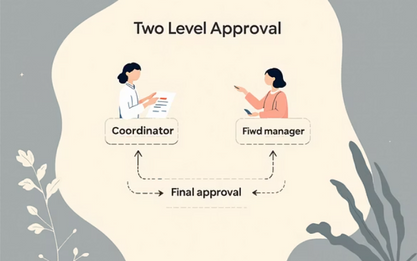 Two Level Approval
Coordinator
Fiwd manager
Final approval